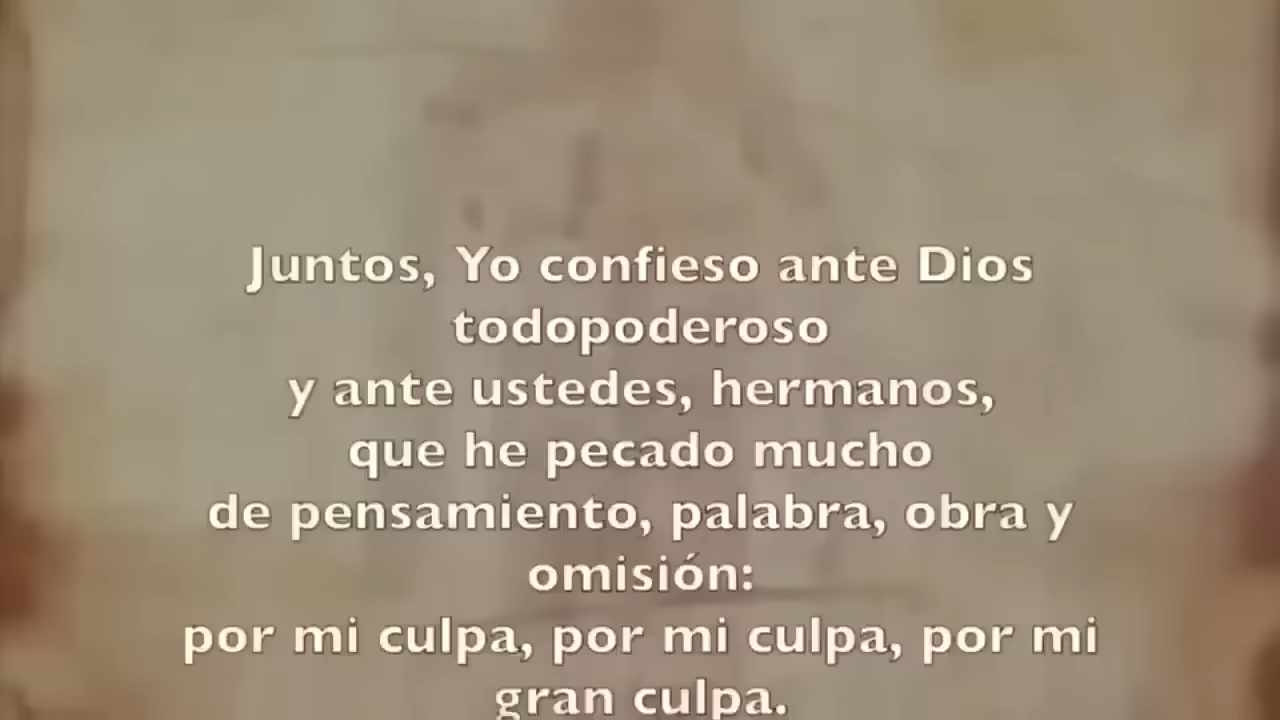 Juntos, Yo confieso ante Dios
todopoderoso
y ante ustedes, hermanos,
que he pecado mucho
de pensamiento, palabra, obra y
omisión:
por mi culpa, por mi culpa, por mi
gran culpa.